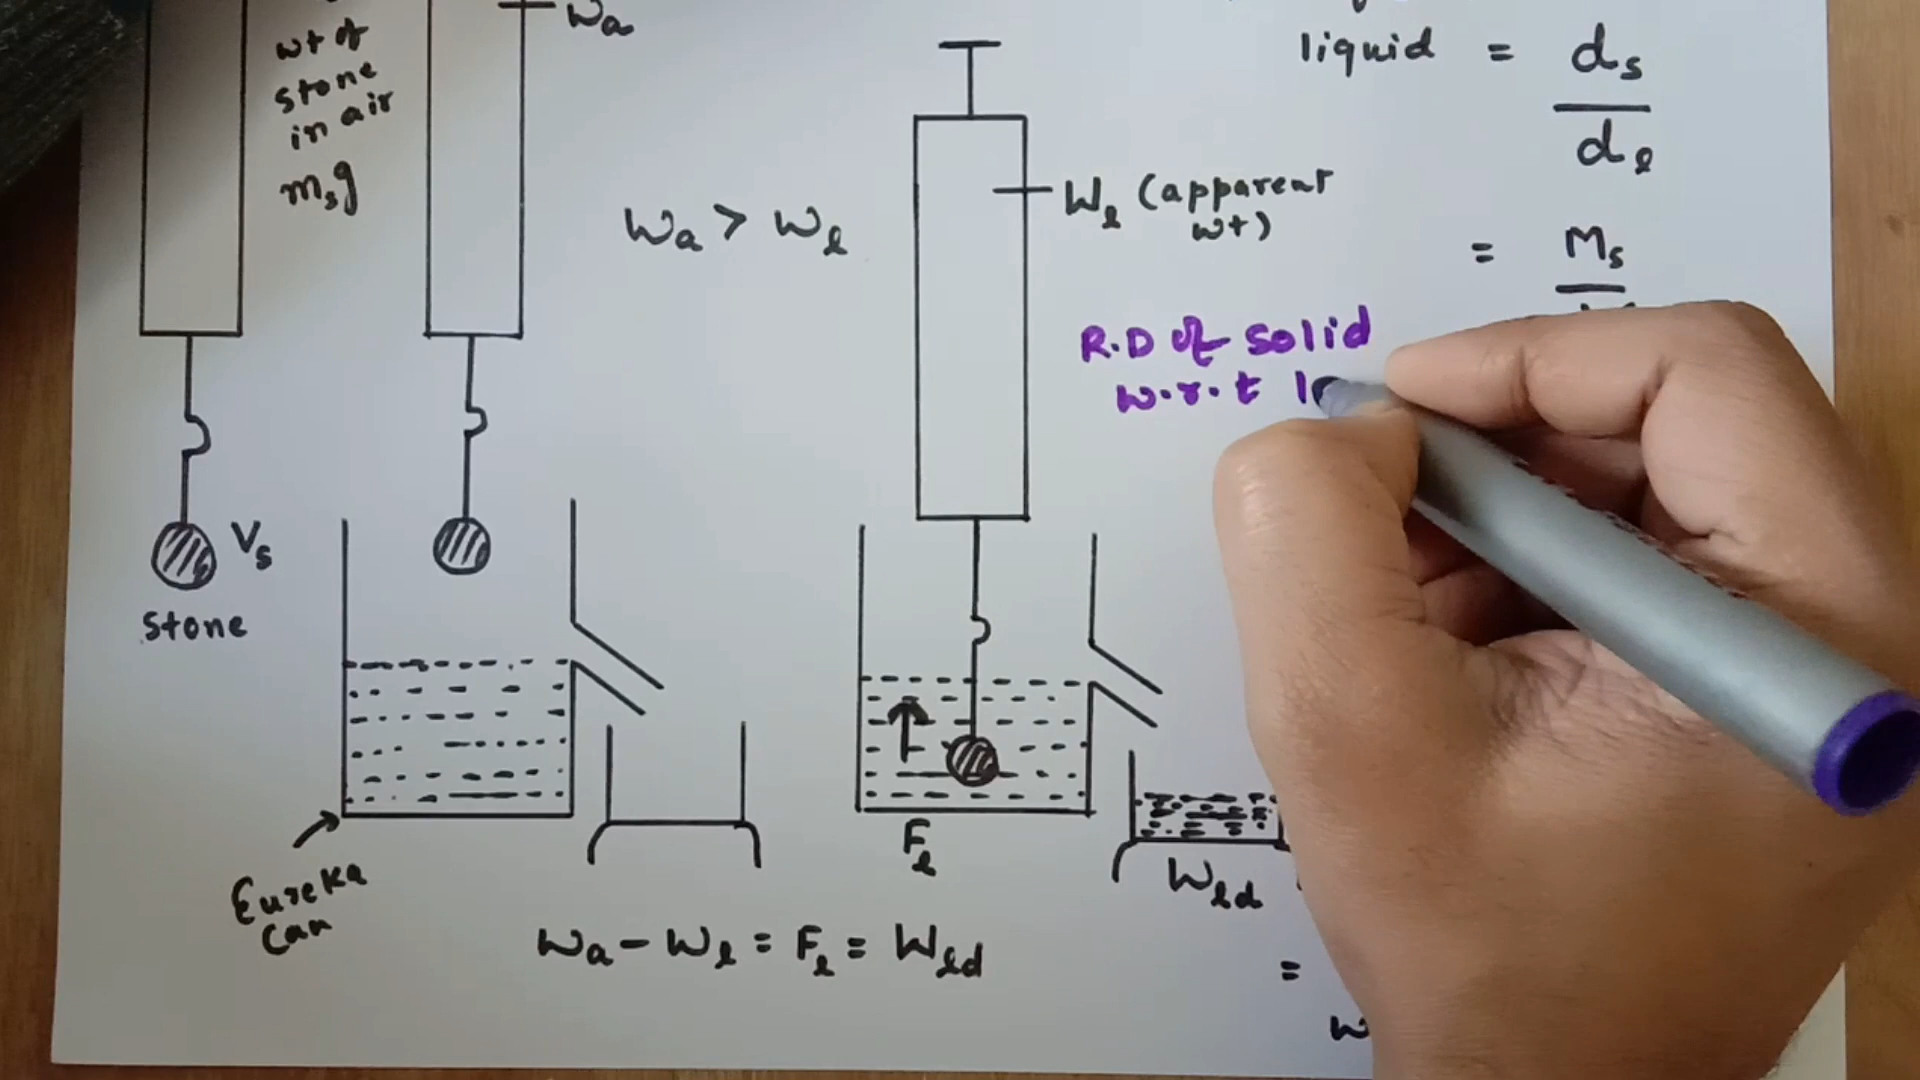 wt of
stone
in air
msg
Wa
Wa > Wl
Wl (apparent
wt)
liquid = ds
dl
= Ms
R.D of solid
w.r.t
Vs
stone
Eureka
can
Fl
Wld
Wa - Wl = Fl = Wld
=
w